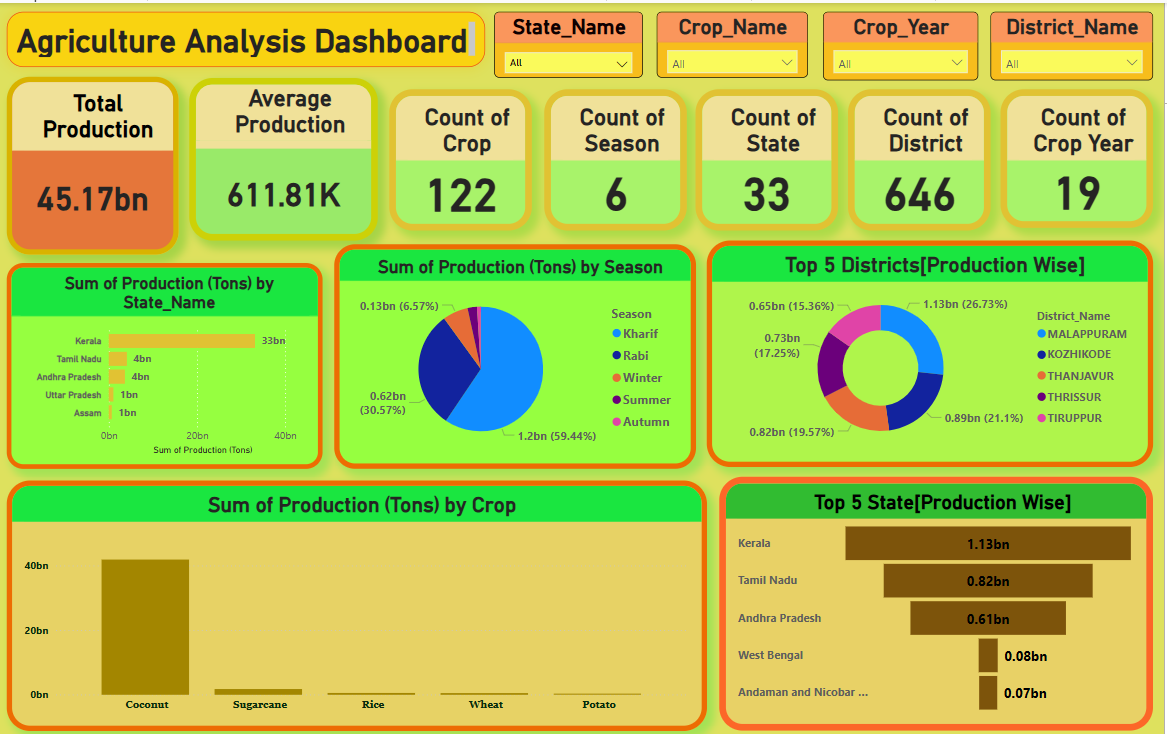 Agriculture Analysis Dashboard
State_Name
All
Crop_Name
All
Crop_Year
All
District_Name
All
Total
Production
45.17bn
Average
Production
611.81K
Count of
Crop
122
Count of
Season
6
Count of
State
33
Count of
District
646
Count of
Crop Year
19
Sum of Production (Tons) by
State_Name
Kerala
33bn
Tamil Nadu
4bn
Andhra Pradesh
4bn
Uttar Pradesh
1bn
Assam
1bn
0bn
20bn
40bn
Sum of Production (Tons)
Sum of Production (Tons) by Season
0.13bn (6.57%)
0.62bn
(30.57%)
1.2bn (59.44%)
Season
Kharif
Rabi
Winter
Summer
Autumn
Top 5 Districts[Production Wise]
0.65bn (15.36%)
1.13bn (26.73%)
0.73bn
(17.25%)
0.82bn (19.57%)
0.89bn (21.1%)
District_Name
MALAPPURAM
KOZHIKODE
THANJAVUR
THRISSUR
TIRUPPUR
Sum of Production (Tons) by Crop
40bn
20bn
0bn
Coconut
Sugarcane
Rice
Wheat
Potato
Top 5 State[Production Wise]
Kerala
1.13bn
Tamil Nadu
0.82bn
Andhra Pradesh
0.61bn
West Bengal
0.08bn
Andaman and Nicobar ...
0.07bn